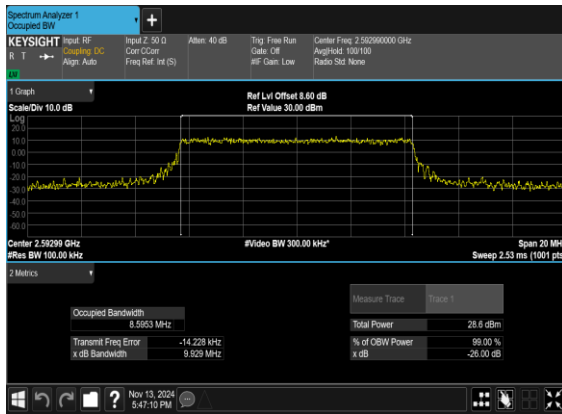 Spectrum Analyzer 1
Occupied BW
KEYSIGHT
R T
Input: RF
Coupling: DC
Align: Auto
Input Z: 50 Ω
Corr CCorr
Freq Ref: Int (S)
Atten: 40 dB
Trig: Free Run
Gate: Off
#IF Gain: Low
Center Freq: 2.592990000 GHz
Avg|Hold: 100/100
Radio Std: None
1 Graph
Scale/Div 10.0 dB
Ref Lvl Offset 8.60 dB
Ref Value 30.00 dBm
Log
20.0
10.0
0.00
-10.0
-20.0
-30.0
-40.0
-50.0
-60.0
Center 2.59299 GHz
#Video BW 300.00 kHz*
Span 20 MH
#Res BW 100.00 kHz
Sweep 2.53 ms (1001 pts
2 Metrics
Measure Trace
Trace 1
Occupied Bandwidth
8.5953 MHz
Total Power
28.6 dBm
Transmit Freq Error
-14.228 kHz
% of OBW Power
99.00 %
x dB Bandwidth
9.929 MHz
x dB
-26.00 dB
?
Nov 13, 2024
5:47:10 PM